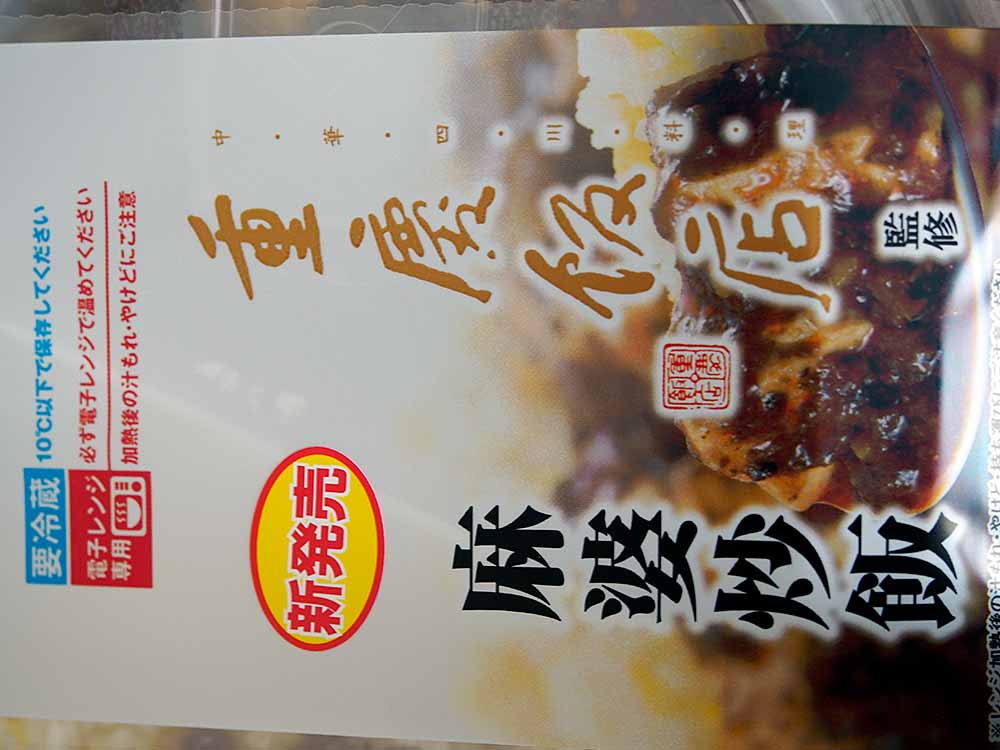 要冷蔵 10℃以下で保存してください
電子レンジ専用 必ず電子レンジで温めてください
加熱後の汁もれ・やけどにご注意
新発売
中・華・四・川・料・理
重慶飯店
監修
麻婆炒飯